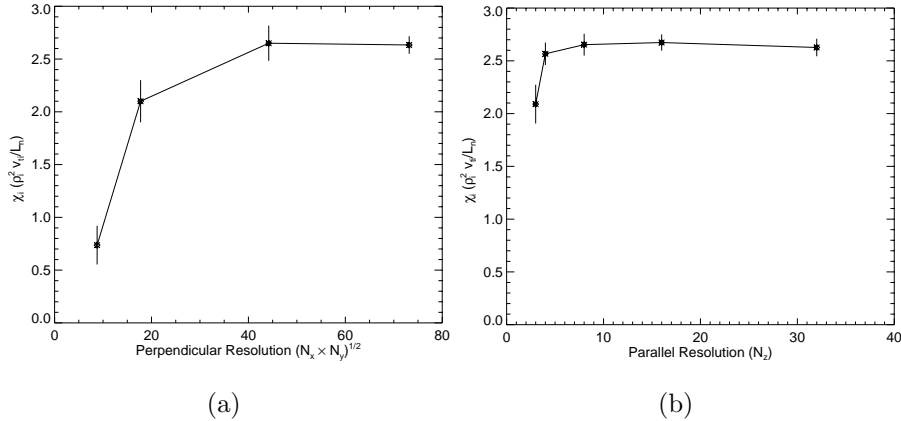 3.0
2.5
2.0
1.5
1.0
0.5
0.0
χᵢ (ρᵢ² vₜᵢ/Lₙ)
0 20 40 60 80
Perpendicular Resolution (Nₓ × N_y)^1/2
(a)
3.0
2.5
2.0
1.5
1.0
0.5
0.0
χᵢ (ρᵢ² vₜᵢ/Lₙ)
0 10 20 30 40
Parallel Resolution (N_z)
(b)